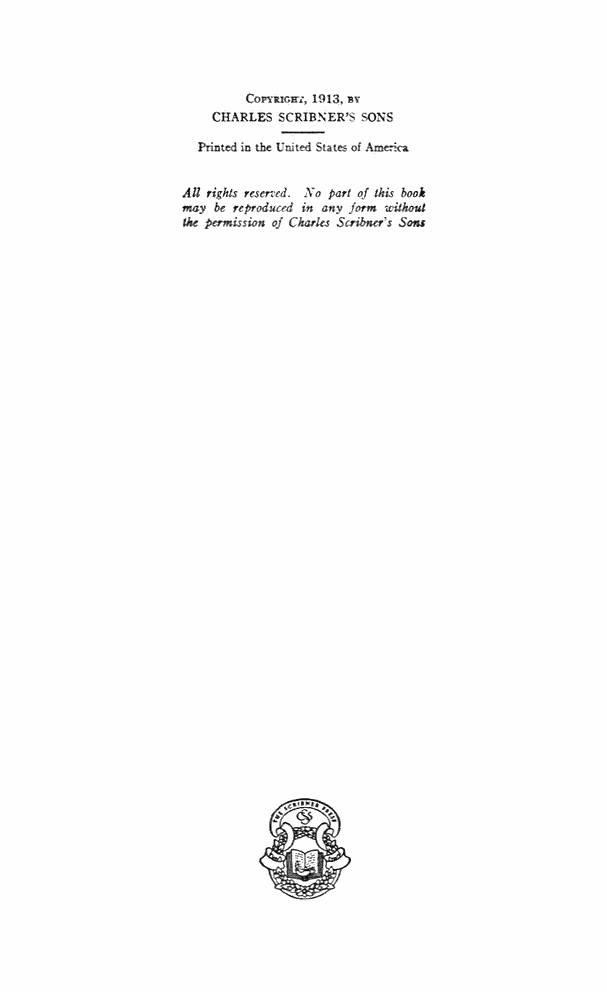 COPYRIGHT, 1913, BY
CHARLES SCRIBNER'S SONS
Printed in the United States of America
All rights reserved. No part of this book
may be reproduced in any form without
the permission of Charles Scribner's Sons
THE SCRIBNER PRESS
CSS